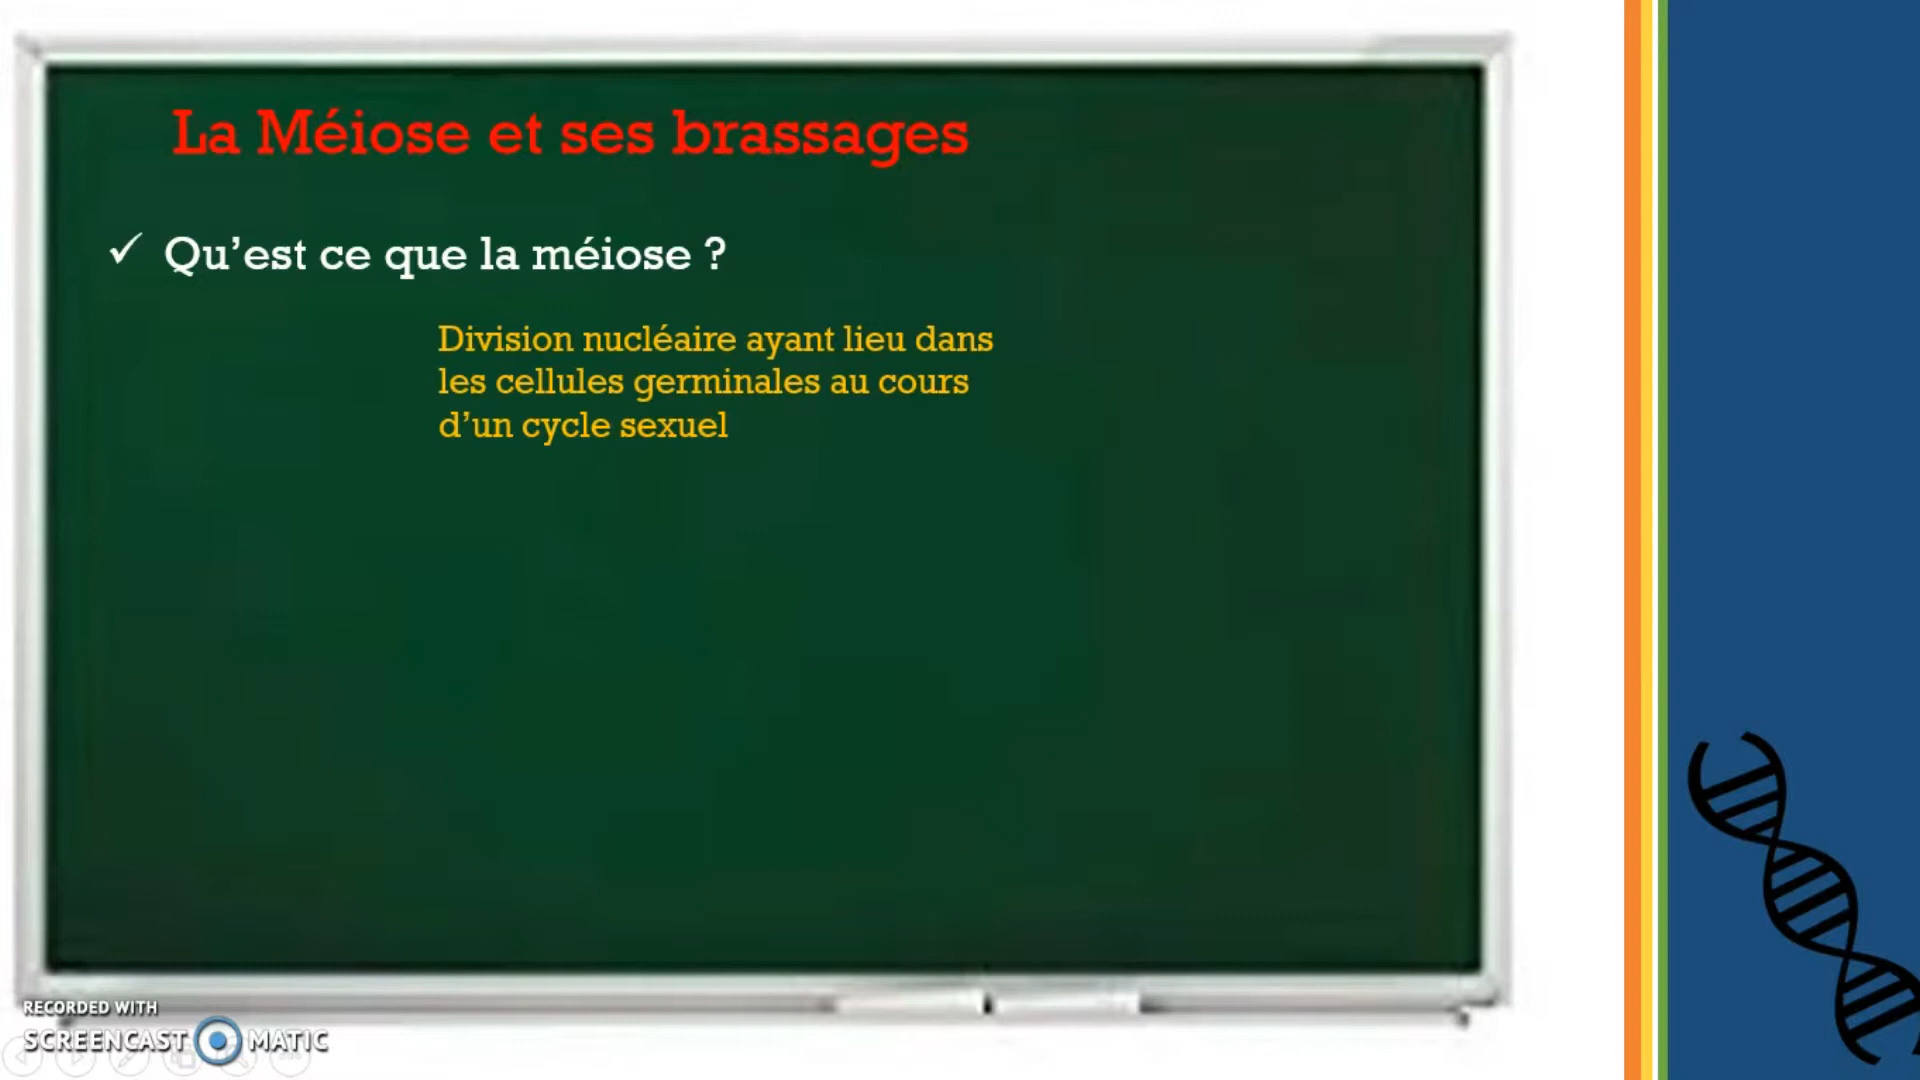 La Méiose et ses brassages
✓ Qu’est ce que la méiose ?
Division nucléaire ayant lieu dans
les cellules germinales au cours
d’un cycle sexuel
RECORDED WITH
SCREENCAST MATIC